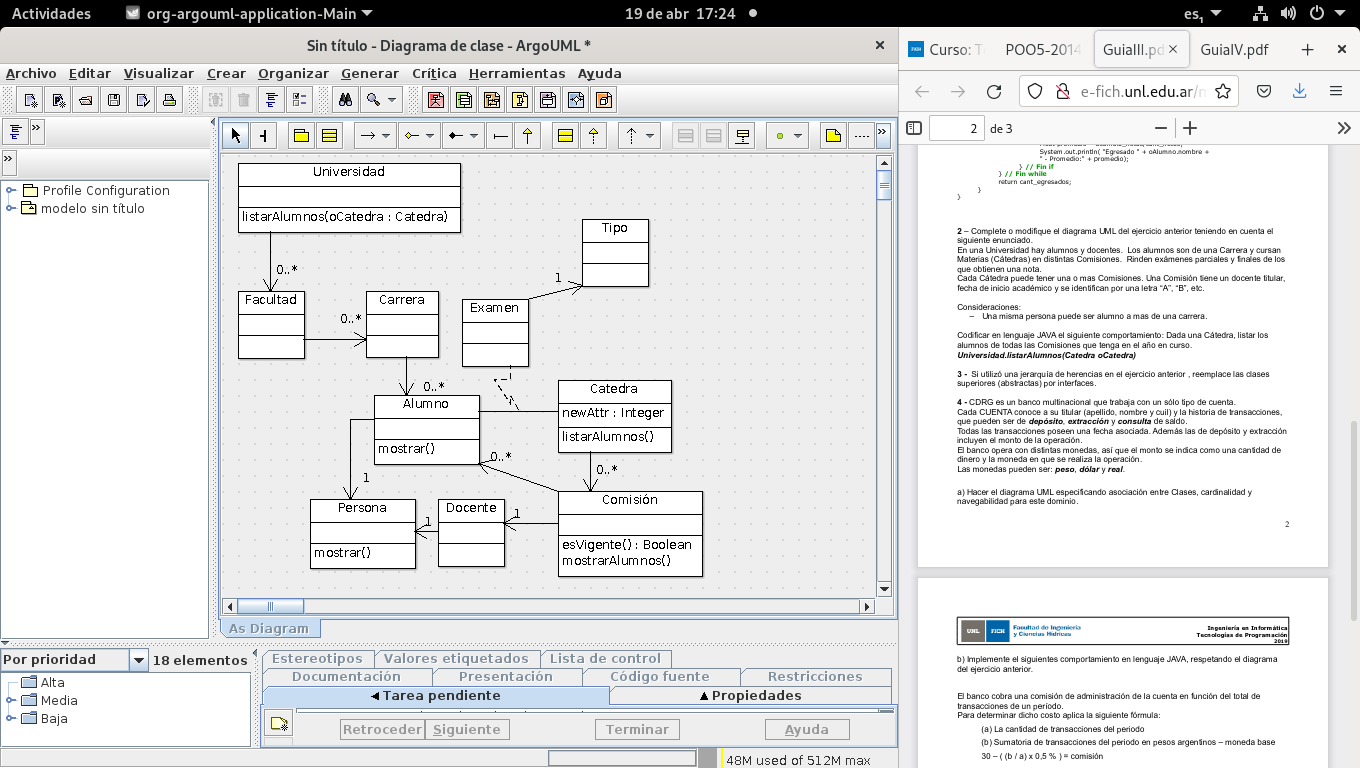 Actividades
org-argouml-application-Main
19 de abr 17:24
es₁
Sin título - Diagrama de clase - ArgoUML *
Archivo Editar Visualizar Crear Organizar Generar Crítica Herramientas Ayuda
Profile Configuration
modelo sin título
Universidad
listarAlumnos(oCatedra : Catedra)
Tipo
0..*
1
Facultad
Carrera
Examen
0..*
0..*
Alumno
mostrar()
Catedra
newAttr : Integer
listarAlumnos()
0..*
0..*
1
Persona
mostrar()
1
Docente
1
Comisión
esVigente() : Boolean
mostrarAlumnos()
As Diagram
Por prioridad
18 elementos
Alta
Media
Baja
Estereotipos
Valores etiquetados
Lista de control
Documentación
Presentación
Código fuente
Restricciones
Tarea pendiente
Propiedades
Retroceder
Siguiente
Terminar
Ayuda
48M used of 512M max
Curso: T
POO5-2014
GuiaIII.pd
GuiaIV.pdf
e-fich.unl.edu.ar/
2
de 3
System.out.println( "Egresado " + oAlumno.nombre +
" - Promedio:" + promedio);
} // Fin if
} // Fin while
return cant_egresados;
}
}
2 – Complete o modifique el diagrama UML del ejercicio anterior teniendo en cuenta el
siguiente enunciado.
En una Universidad hay alumnos y docentes. Los alumnos son de una Carrera y cursan
Materias (Cátedras) en distintas Comisiones. Rinden exámenes parciales y finales de los
que obtienen una nota.
Cada Cátedra puede tener una o mas Comisiones. Una Comisión tiene un docente titular,
fecha de inicio académico y se identifican por una letra “A”, “B”, etc.
Consideraciones:
– Una misma persona puede ser alumno a mas de una carrera.
Codificar en lenguaje JAVA el siguiente comportamiento: Dada una Cátedra, listar los
alumnos de todas las Comisiones que tenga en el año en curso.
Universidad.listarAlumnos(Catedra oCatedra)
3 - Si utilizó una jerarquía de herencias en el ejercicio anterior , reemplace las clases
superiores (abstractas) por interfaces.
4 - CDRG es un banco multinacional que trabaja con un sólo tipo de cuenta.
Cada CUENTA conoce a su titular (apellido, nombre y cuil) y la historia de transacciones,
que pueden ser de depósito, extracción y consulta de saldo.
Todas las transacciones poseen una fecha asociada. Además las de depósito y extracción
incluyen el monto de la operación.
El banco opera con distintas monedas, así que el monto se indica como una cantidad de
dinero y la moneda en que se realiza la operación.
Las monedas pueden ser: peso, dólar y real.
a) Hacer el diagrama UML especificando asociación entre Clases, cardinalidad y
navegabilidad para este dominio.
2
UNL FICH
Facultad de Ingeniería
y Ciencias Hídricas
Ingeniería en Informática
Tecnologías de Programación
2019
b) Implemente el siguientes comportamiento en lenguaje JAVA, respetando el diagrama
del ejercicio anterior.
El banco cobra una comisión de administración de la cuenta en función del total de
transacciones de un período.
Para determinar dicho costo aplica la siguiente fórmula:
(a) La cantidad de transacciones del periodo
(b) Sumatoria de transacciones del periodo en pesos argentinos – moneda base
30 – ( (b / a) x 0,5 % ) = comisión